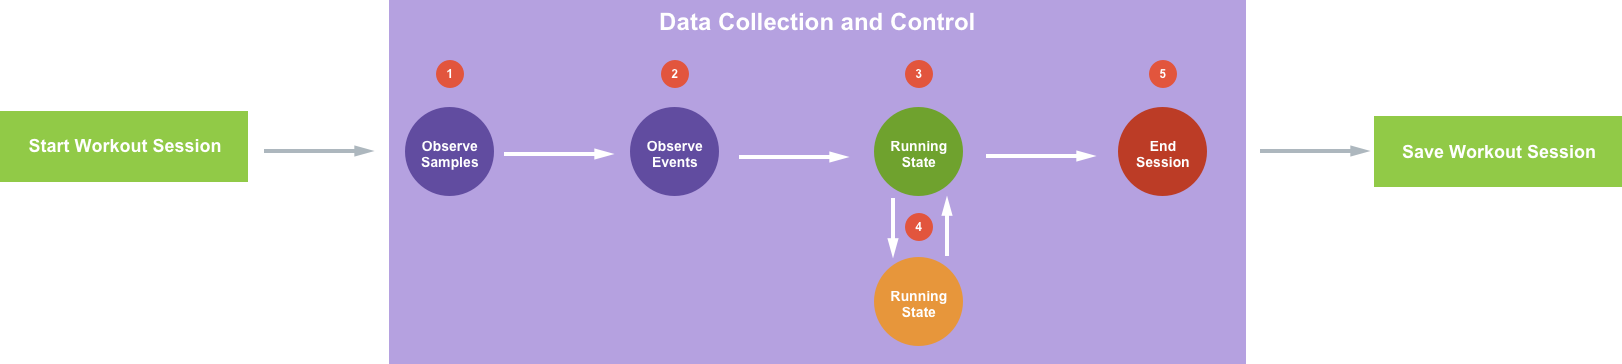 Data Collection and Control
1
2
3
5
Start Workout Session
Observe
Samples
Observe
Events
Running
State
End
Session
Save Workout Session
4
Running
State